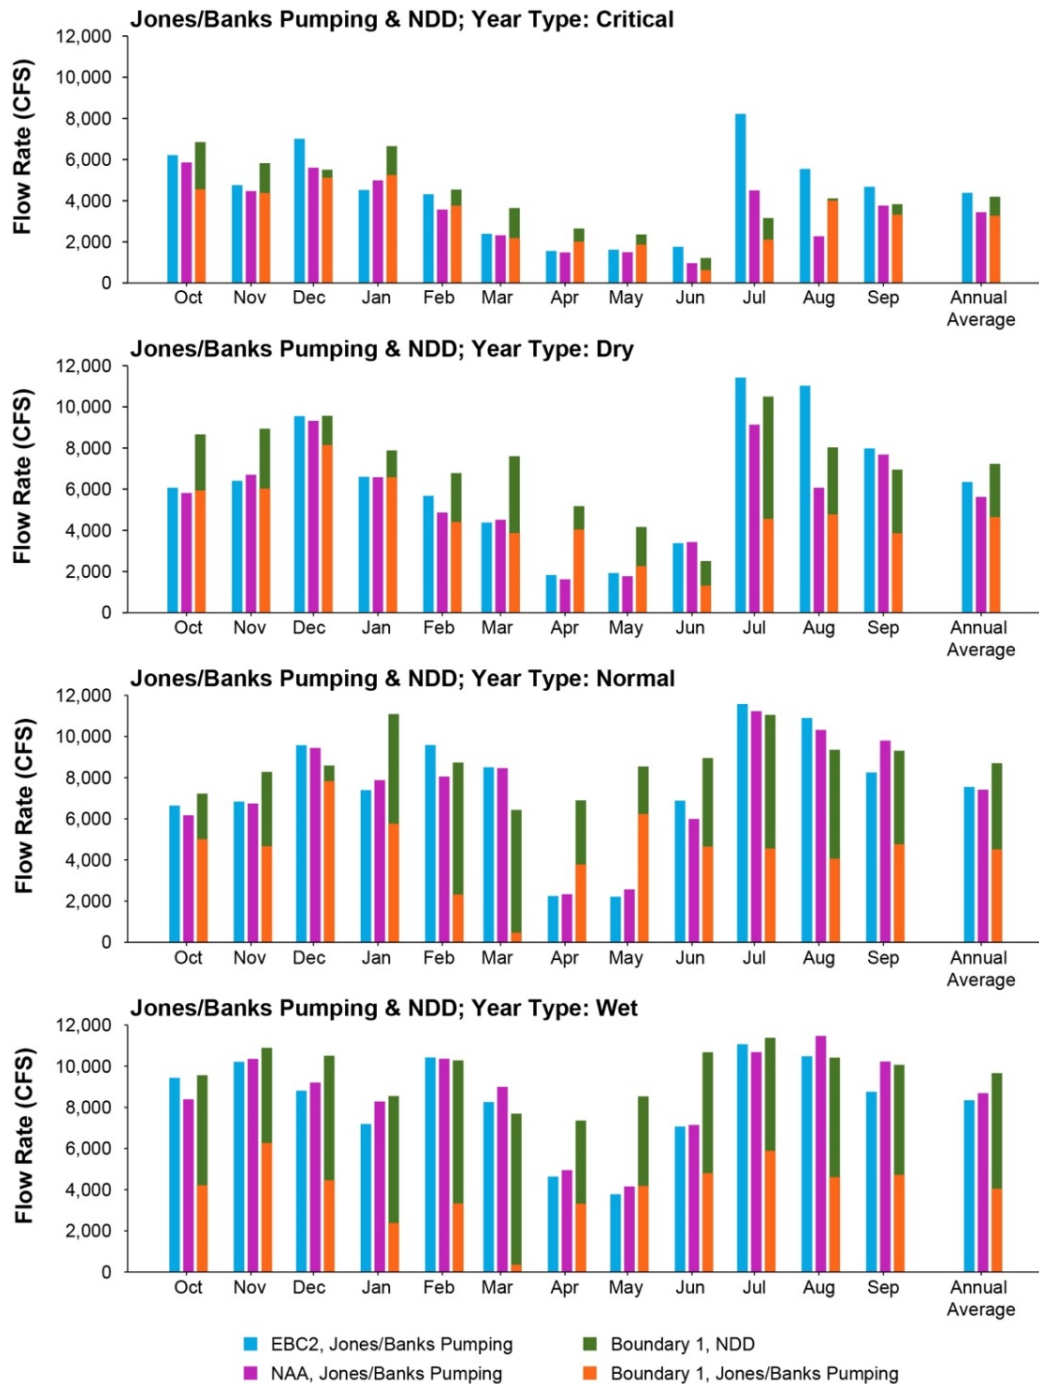 Jones/Banks Pumping & NDD; Year Type: Critical
Flow Rate (CFS)
12,000
10,000
8,000
6,000
4,000
2,000
0
Oct Nov Dec Jan Feb Mar Apr May Jun Jul Aug Sep Annual
Average
Jones/Banks Pumping & NDD; Year Type: Dry
Flow Rate (CFS)
12,000
10,000
8,000
6,000
4,000
2,000
0
Oct Nov Dec Jan Feb Mar Apr May Jun Jul Aug Sep Annual
Average
Jones/Banks Pumping & NDD; Year Type: Normal
Flow Rate (CFS)
12,000
10,000
8,000
6,000
4,000
2,000
0
Oct Nov Dec Jan Feb Mar Apr May Jun Jul Aug Sep Annual
Average
Jones/Banks Pumping & NDD; Year Type: Wet
Flow Rate (CFS)
12,000
10,000
8,000
6,000
4,000
2,000
0
Oct Nov Dec Jan Feb Mar Apr May Jun Jul Aug Sep Annual
Average
EBC2, Jones/Banks Pumping
Boundary 1, NDD
NAA, Jones/Banks Pumping
Boundary 1, Jones/Banks Pumping